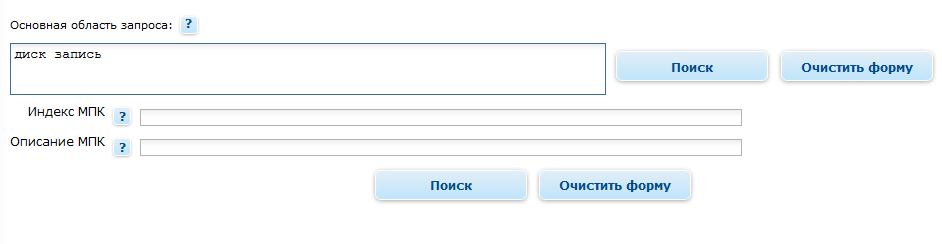 Основная область запроса: ?
диск запись
Поиск Очистить форму
Индекс МПК ?
Описание МПК ?
Поиск Очистить форму